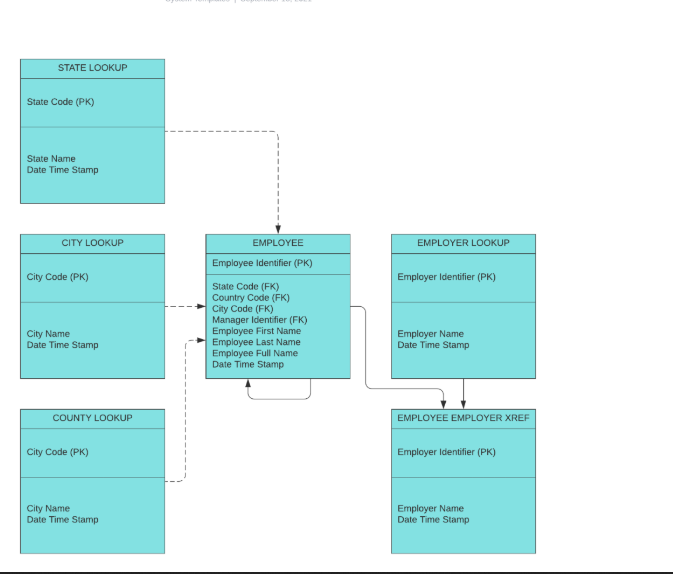 STATE LOOKUP
State Code (PK)
State Name
Date Time Stamp
CITY LOOKUP
City Code (PK)
City Name
Date Time Stamp
COUNTY LOOKUP
City Code (PK)
City Name
Date Time Stamp
EMPLOYEE
Employee Identifier (PK)
State Code (FK)
Country Code (FK)
City Code (FK)
Manager Identifier (FK)
Employee First Name
Employee Last Name
Employee Full Name
Date Time Stamp
EMPLOYER LOOKUP
Employer Identifier (PK)
Employer Name
Date Time Stamp
EMPLOYEE EMPLOYER XREF
Employer Identifier (PK)
Employer Name
Date Time Stamp